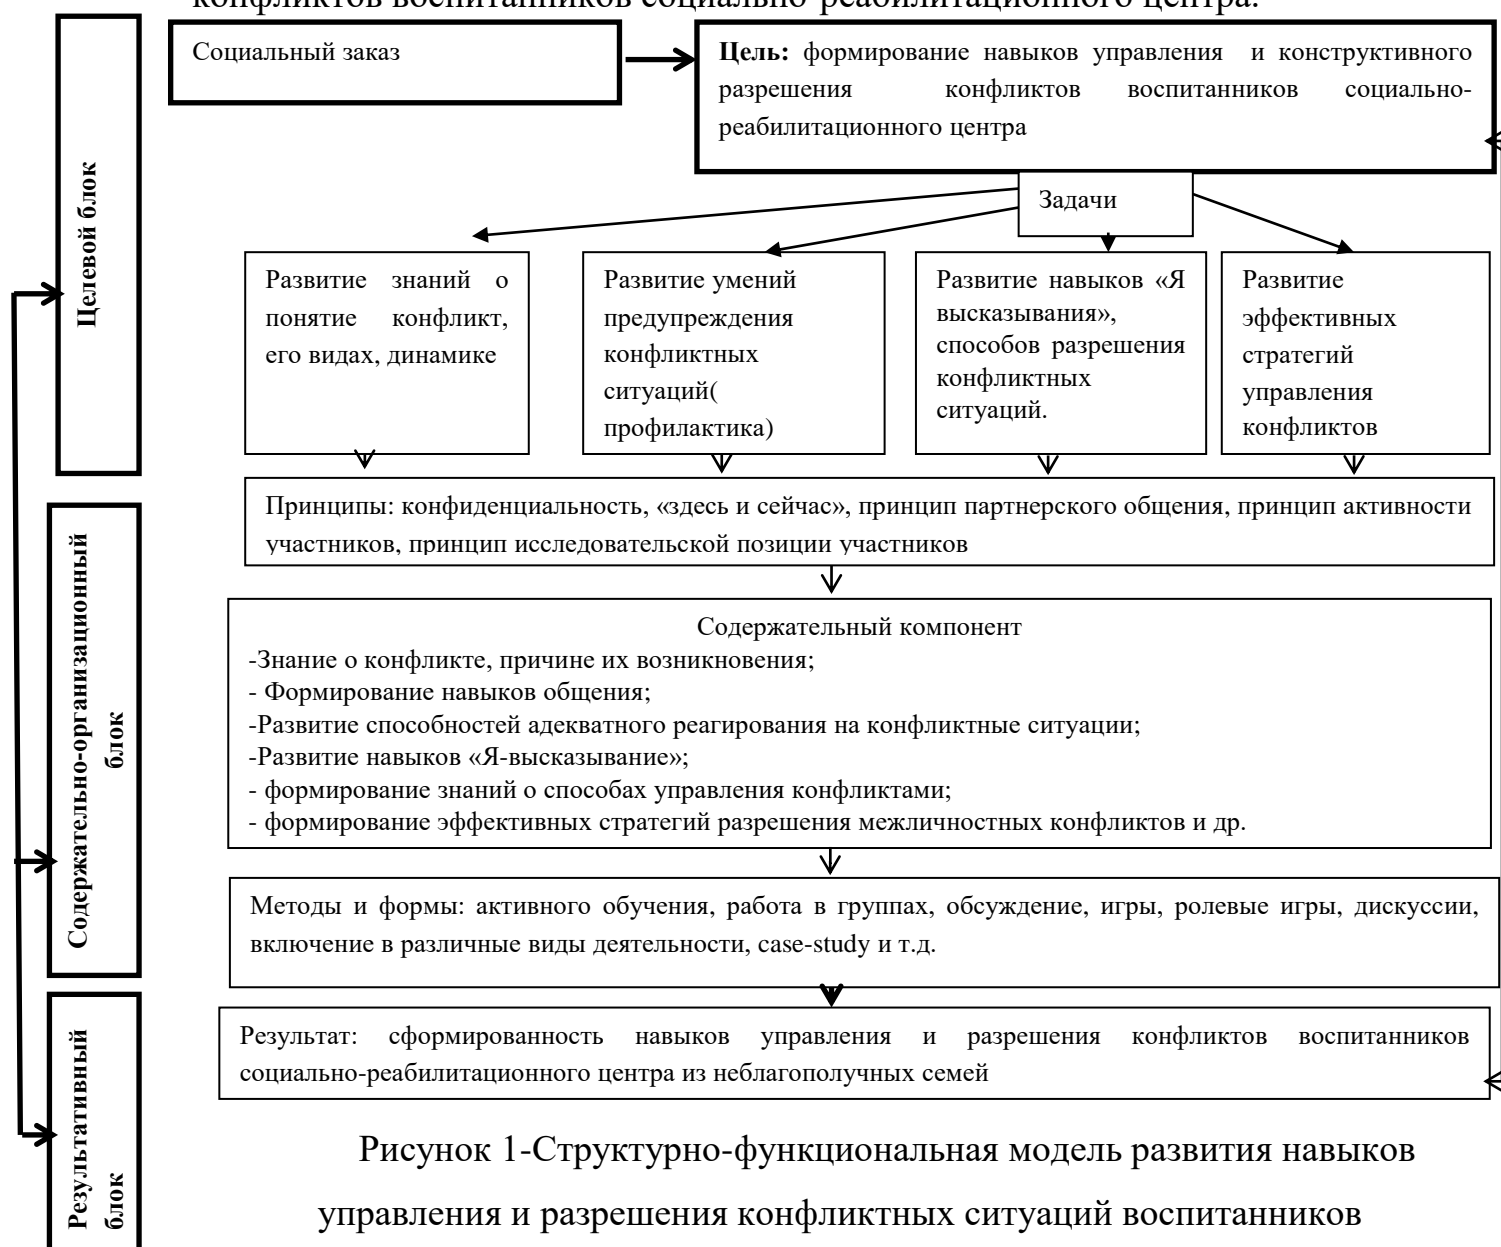 конфликтов воспитанников социально-реабилитационного центра.
Социальный заказ
Цель: формирование навыков управления и конструктивного
разрешения конфликтов воспитанников социально-
реабилитационного центра
Задачи
Целевой блок
Развитие знаний о
понятие конфликт,
его видах, динамике
Развитие умений
предупреждения
конфликтных
ситуаций(
профилактика)
Развитие навыков «Я
высказывания»,
способов разрешения
конфликтных
ситуаций.
Развитие
эффективных
стратегий
управления
конфликтов
Принципы: конфиденциальность, «здесь и сейчас», принцип партнерского общения, принцип активности
участников, принцип исследовательской позиции участников
Содержательно-организационный
блок
Содержательный компонент
-Знание о конфликте, причине их возникновения;
- Формирование навыков общения;
-Развитие способностей адекватного реагирования на конфликтные ситуации;
-Развитие навыков «Я-высказывание»;
- формирование знаний о способах управления конфликтами;
- формирование эффективных стратегий разрешения межличностных конфликтов и др.
Методы и формы: активного обучения, работа в группах, обсуждение, игры, ролевые игры, дискуссии,
включение в различные виды деятельности, case-study и т.д.
Результативный
блок
Результат: сформированность навыков управления и разрешения конфликтов воспитанников
социально-реабилитационного центра из неблагополучных семей
Рисунок 1-Структурно-функциональная модель развития навыков
управления и разрешения конфликтных ситуаций воспитанников